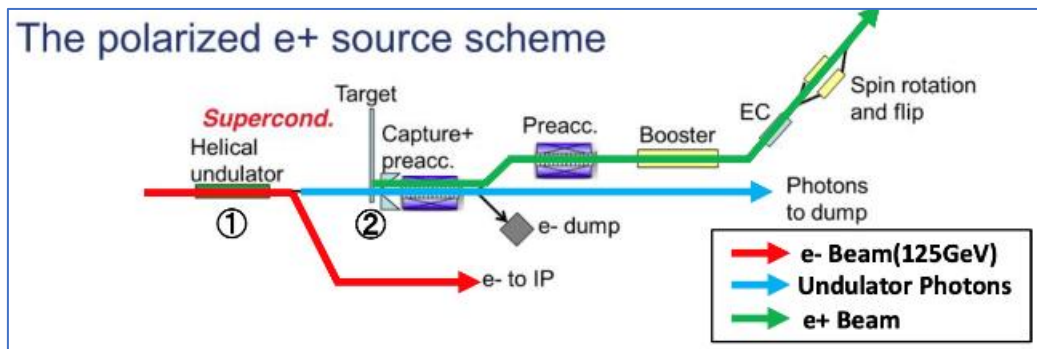 The polarized e+ source scheme
Supercond.
Helical
undulator
①
Target
②
Capture+
preacc.
Preacc.
Booster
EC
Spin rotation
and flip
Photons
to dump
e- dump
e- to IP
e- Beam(125GeV)
Undulator Photons
e+ Beam